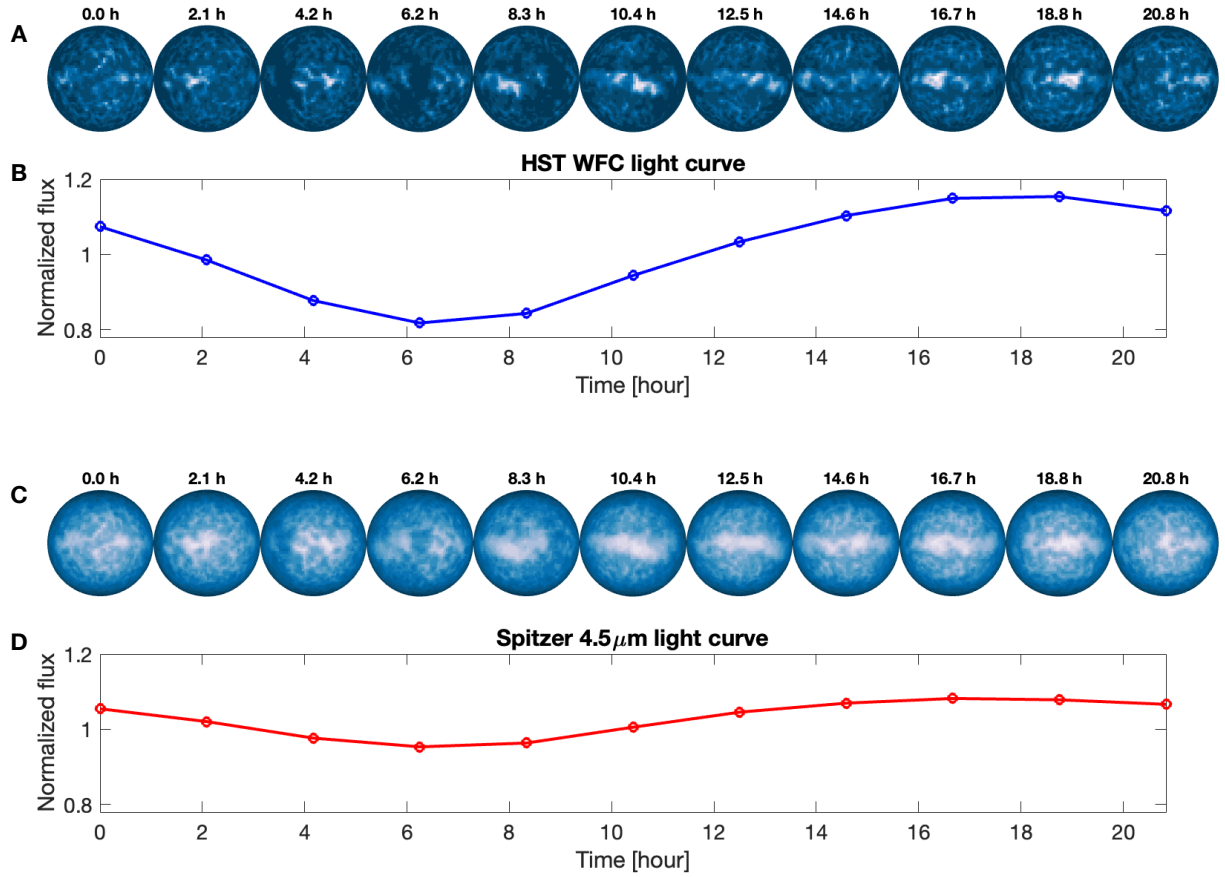 A
0.0 h 2.1 h 4.2 h 6.2 h 8.3 h 10.4 h 12.5 h 14.6 h 16.7 h 18.8 h 20.8 h
B
HST WFC light curve
Normalized flux
1.2
1
0.8
0 2 4 6 8 10 12 14 16 18 20
Time [hour]
C
0.0 h 2.1 h 4.2 h 6.2 h 8.3 h 10.4 h 12.5 h 14.6 h 16.7 h 18.8 h 20.8 h
D
Spitzer 4.5μm light curve
Normalized flux
1.2
1
0.8
0 2 4 6 8 10 12 14 16 18 20
Time [hour]